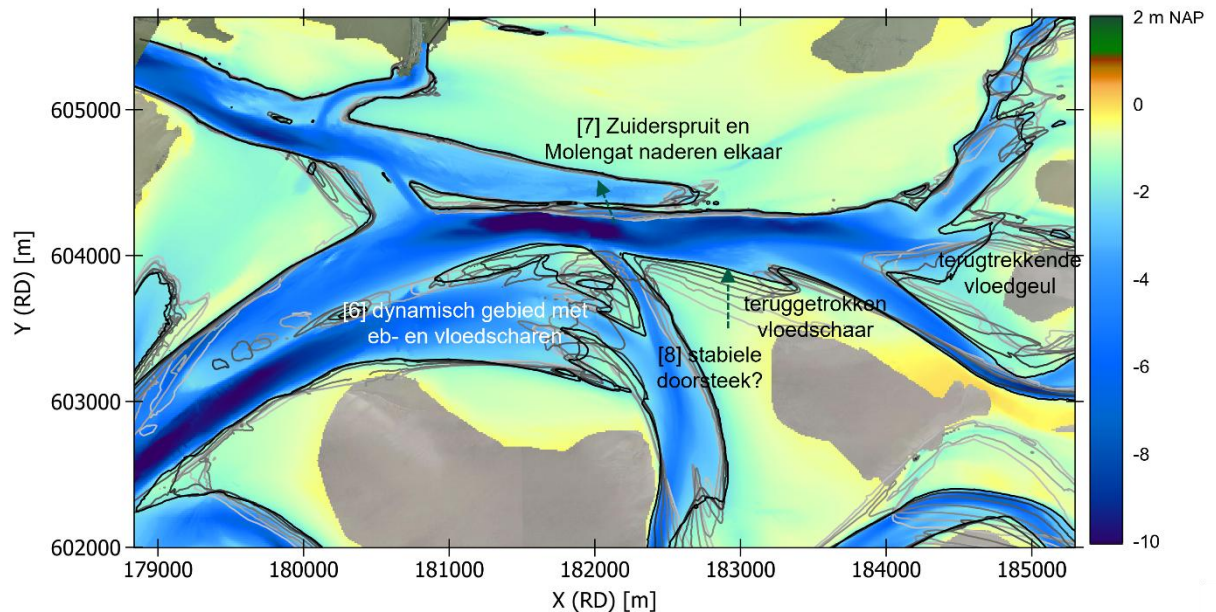 2 m NAP
0
-2
-4
-6
-8
-10
605000
604000
603000
602000
Y (RD) [m]
[7] Zuiderspruit en
Molengat naderen elkaar
[6] dynamisch gebied met
eb- en vloedscharen
teruggetrokken
vloedschaar
terugtrekkende
vloedgeul
[8] stabiele
doorsteek?
179000
180000
181000
182000
183000
184000
185000
X (RD) [m]